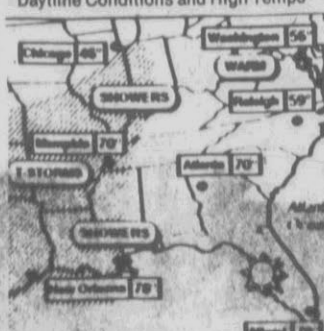 Daytime Conditions and High Temps
Washington 56°
Chicago 46°
WARM
SHOWERS
Raleigh 59°
Memphis 70°
Atlanta 70°
T-STORMS
SHOWERS
New Orleans 78°